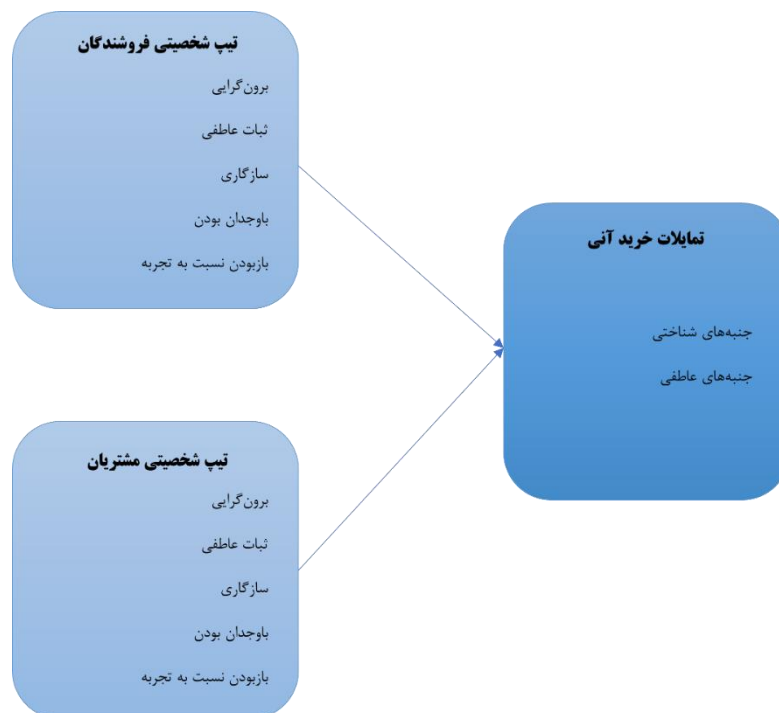 تیپ شخصیتی فروشندگان
برون‌گرایی
ثبات عاطفی
سازگاری
باوجدان بودن
بازبودن نسبت به تجربه
تمایلات خرید آنی
جنبه‌های شناختی
جنبه‌های عاطفی
تیپ شخصیتی مشتریان
برون‌گرایی
ثبات عاطفی
سازگاری
باوجدان بودن
بازبودن نسبت به تجربه